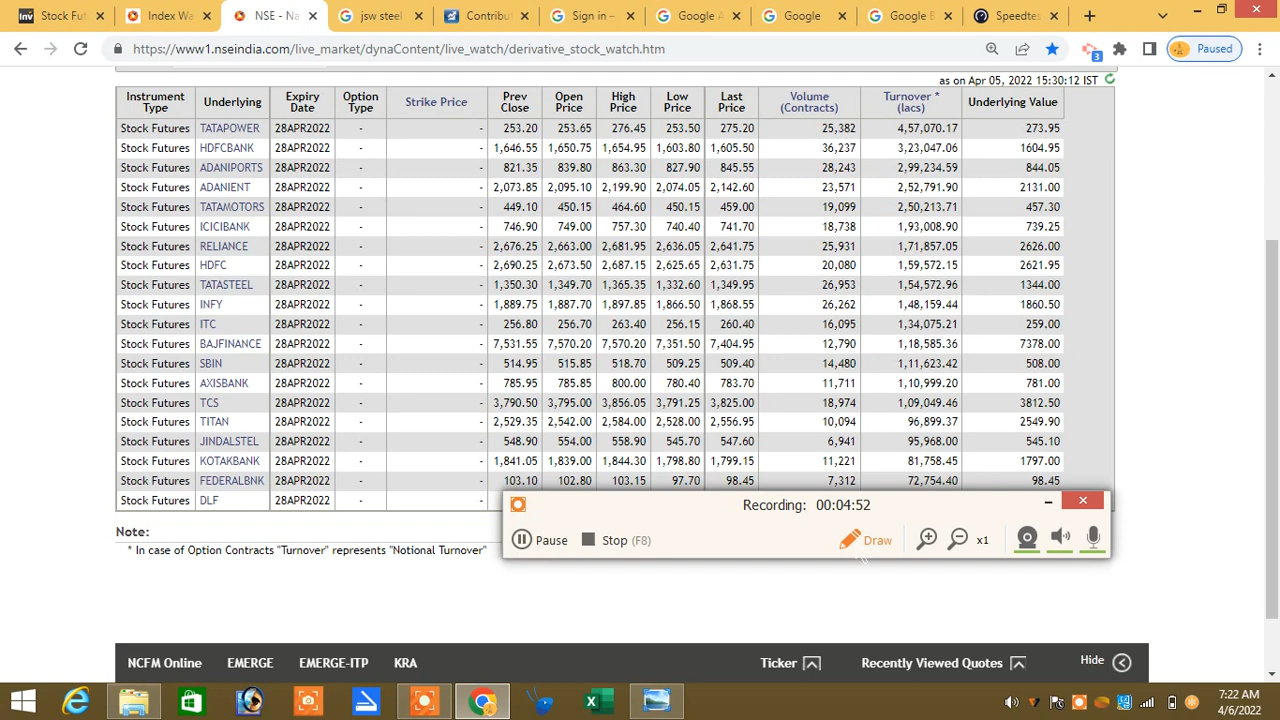 Stock Fut
Index Wa
NSE - Na
jsw steel
Contribut
Sign in –
Google A
Google
Google B
Speedtes
https://www1.nseindia.com/live_market/dynaContent/live_watch/derivative_stock_watch.htm
3
Paused
as on Apr 05, 2022 15:30:12 IST
Instrument Type Underlying Expiry Date Option Type Strike Price Prev Close Open Price High Price Low Price Last Price Volume (Contracts) Turnover * (lacs) Underlying Value
Stock Futures TATAPOWER 28APR2022 - - 253.20 253.65 276.45 253.50 275.20 25,382 4,57,070.17 273.95
Stock Futures HDFCBANK 28APR2022 - - 1,646.55 1,650.75 1,654.95 1,603.80 1,605.50 36,237 3,23,047.06 1604.95
Stock Futures ADANIPORTS 28APR2022 - - 821.35 839.80 863.30 827.90 845.55 28,243 2,99,234.59 844.05
Stock Futures ADANIENT 28APR2022 - - 2,073.85 2,095.10 2,199.90 2,074.05 2,142.60 23,571 2,52,791.90 2131.00
Stock Futures TATAMOTORS 28APR2022 - - 449.10 450.15 464.60 450.15 459.00 19,099 2,50,213.71 457.30
Stock Futures ICICIBANK 28APR2022 - - 746.90 749.00 757.30 740.40 741.70 18,738 1,93,008.90 739.25
Stock Futures RELIANCE 28APR2022 - - 2,676.25 2,663.00 2,681.95 2,636.05 2,641.75 25,931 1,71,857.05 2626.00
Stock Futures HDFC 28APR2022 - - 2,690.25 2,673.50 2,687.15 2,625.65 2,631.75 20,080 1,59,572.15 2621.95
Stock Futures TATASTEEL 28APR2022 - - 1,350.30 1,349.70 1,365.35 1,332.60 1,349.95 26,953 1,54,572.96 1344.00
Stock Futures INFY 28APR2022 - - 1,889.75 1,887.70 1,897.85 1,866.50 1,868.55 26,262 1,48,159.44 1860.50
Stock Futures ITC 28APR2022 - - 256.80 256.70 263.40 256.15 260.40 16,095 1,34,075.21 259.00
Stock Futures BAJFINANCE 28APR2022 - - 7,531.55 7,570.20 7,570.20 7,351.50 7,404.95 12,790 1,18,585.36 7378.00
Stock Futures SBIN 28APR2022 - - 514.95 515.85 518.70 509.25 509.40 14,480 1,11,623.42 508.00
Stock Futures AXISBANK 28APR2022 - - 785.95 785.85 800.00 780.40 783.70 11,711 1,10,999.20 781.00
Stock Futures TCS 28APR2022 - - 3,790.50 3,795.00 3,856.05 3,791.25 3,825.00 18,974 1,09,049.46 3812.50
Stock Futures TITAN 28APR2022 - - 2,529.35 2,542.00 2,584.00 2,528.00 2,556.95 10,094 96,899.37 2549.90
Stock Futures JINDALSTEL 28APR2022 - - 548.90 554.00 558.90 545.70 547.60 6,941 95,968.00 545.10
Stock Futures KOTAKBANK 28APR2022 - - 1,841.05 1,839.00 1,844.30 1,798.80 1,799.15 11,221 81,758.45 1797.00
Stock Futures FEDERALBNK 28APR2022 - - 103.10 102.80 103.15 97.70 98.45 7,312 72,754.40 98.45
Stock Futures DLF 28APR2022 - -
Recording: 00:04:52
Pause Stop (F8) Draw x1
Note:
* In case of Option Contracts "Turnover" represents "Notional Turnover"
NCFM Online EMERGE EMERGE-ITP KRA Ticker Recently Viewed Quotes Hide
7:22 AM
4/6/2022